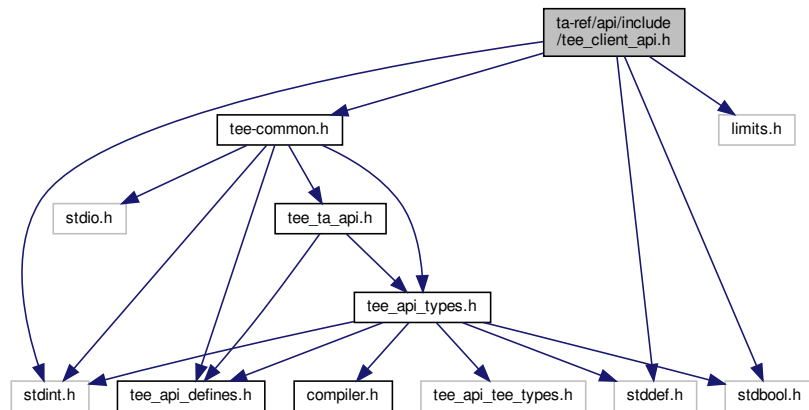 ta-ref/api/include
/tee_client_api.h
tee-common.h
limits.h
stdio.h
tee_ta_api.h
tee_api_types.h
stdint.h
tee_api_defines.h
compiler.h
tee_api_tee_types.h
stddef.h
stdbool.h